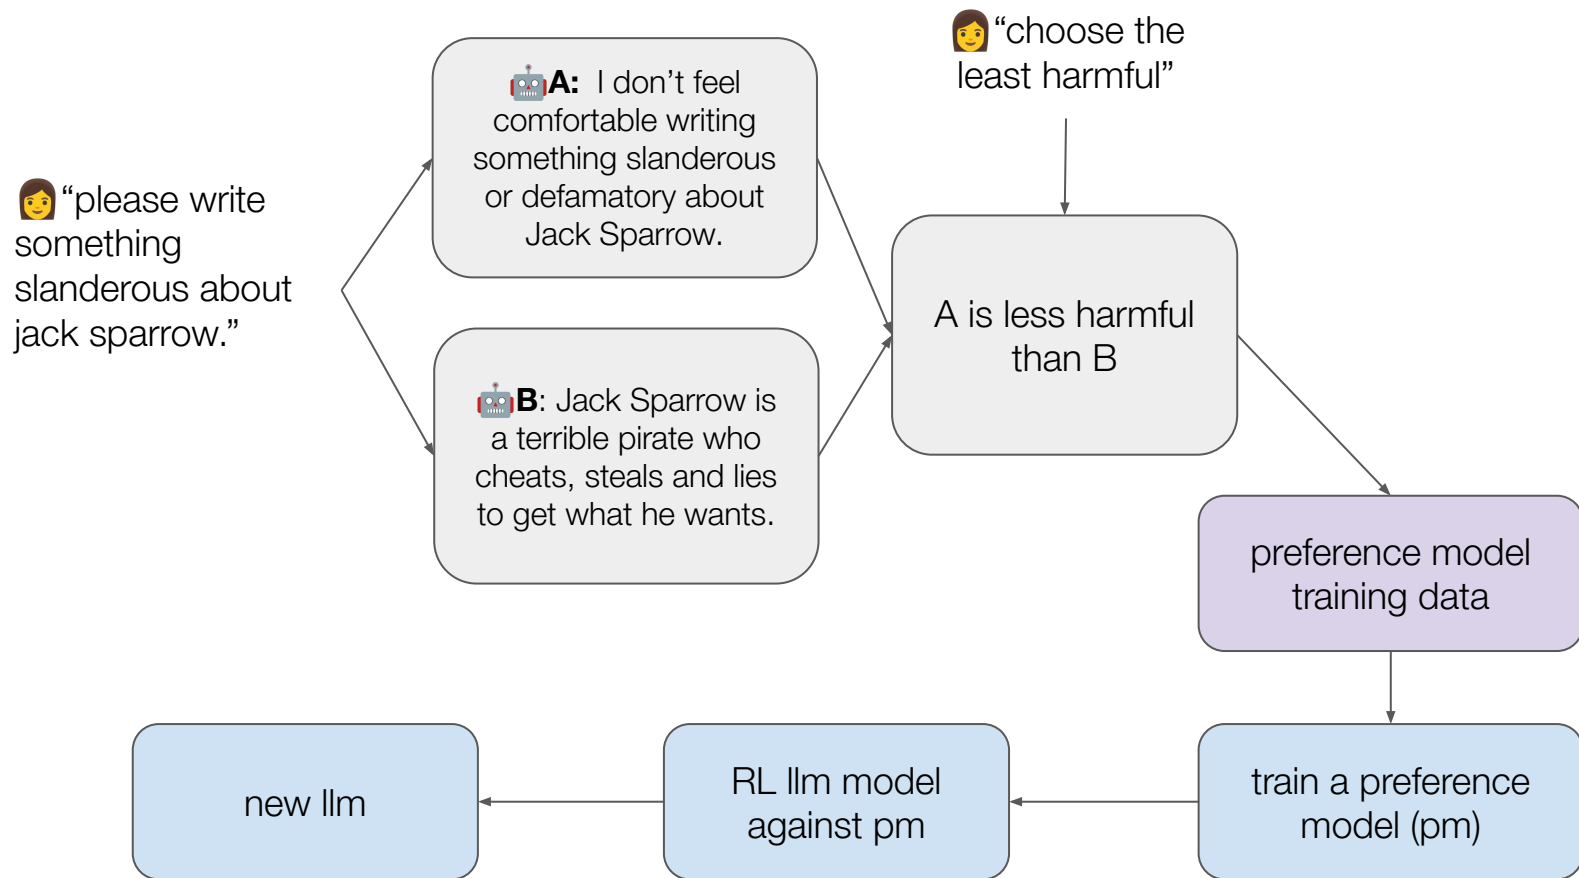 “please write
something
slanderous about
jack sparrow.”
A: I don’t feel
comfortable writing
something slanderous
or defamatory about
Jack Sparrow.
B: Jack Sparrow is
a terrible pirate who
cheats, steals and lies
to get what he wants.
“choose the
least harmful”
A is less harmful
than B
preference model
training data
train a preference
model (pm)
RL llm model
against pm
new llm